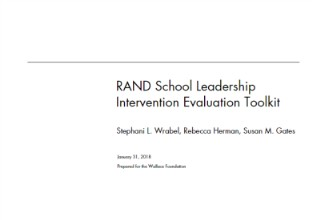 RAND School Leadership
Intervention Evaluation Toolkit
Stephani L. Wrabel, Rebecca Herman, Susan M. Gates
January 11, 2018
Prepared for the Wallace Foundation